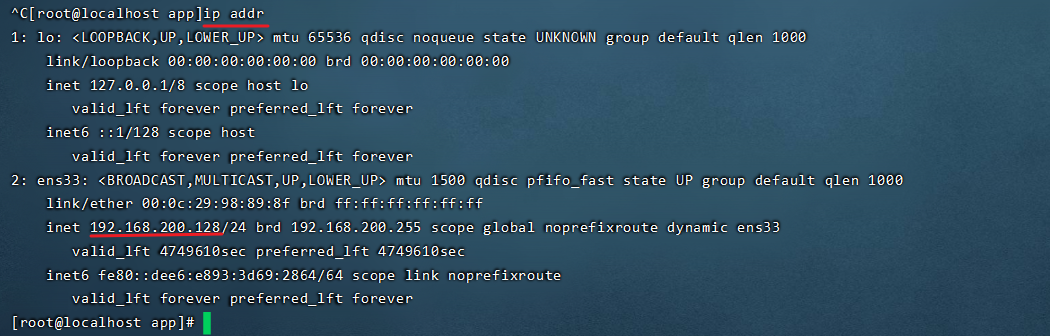 ^C[root@localhost app]ip addr
1: lo: <LOOPBACK,UP,LOWER_UP> mtu 65536 qdisc noqueue state UNKNOWN group default qlen 1000
    link/loopback 00:00:00:00:00:00 brd 00:00:00:00:00:00
    inet 127.0.0.1/8 scope host lo
       valid_lft forever preferred_lft forever
    inet6 ::1/128 scope host
       valid_lft forever preferred_lft forever
2: ens33: <BROADCAST,MULTICAST,UP,LOWER_UP> mtu 1500 qdisc pfifo_fast state UP group default qlen 1000
    link/ether 00:0c:29:98:89:8f brd ff:ff:ff:ff:ff:ff
    inet 192.168.200.128/24 brd 192.168.200.255 scope global noprefixroute dynamic ens33
       valid_lft 4749610sec preferred_lft 4749610sec
    inet6 fe80::dee6:e893:3d69:2864/64 scope link noprefixroute
       valid_lft forever preferred_lft forever
[root@localhost app]#